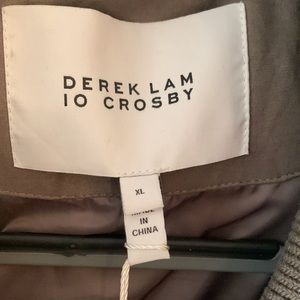 DEREK LAM
10 CROSBY
XL
MADE
IN
CHINA